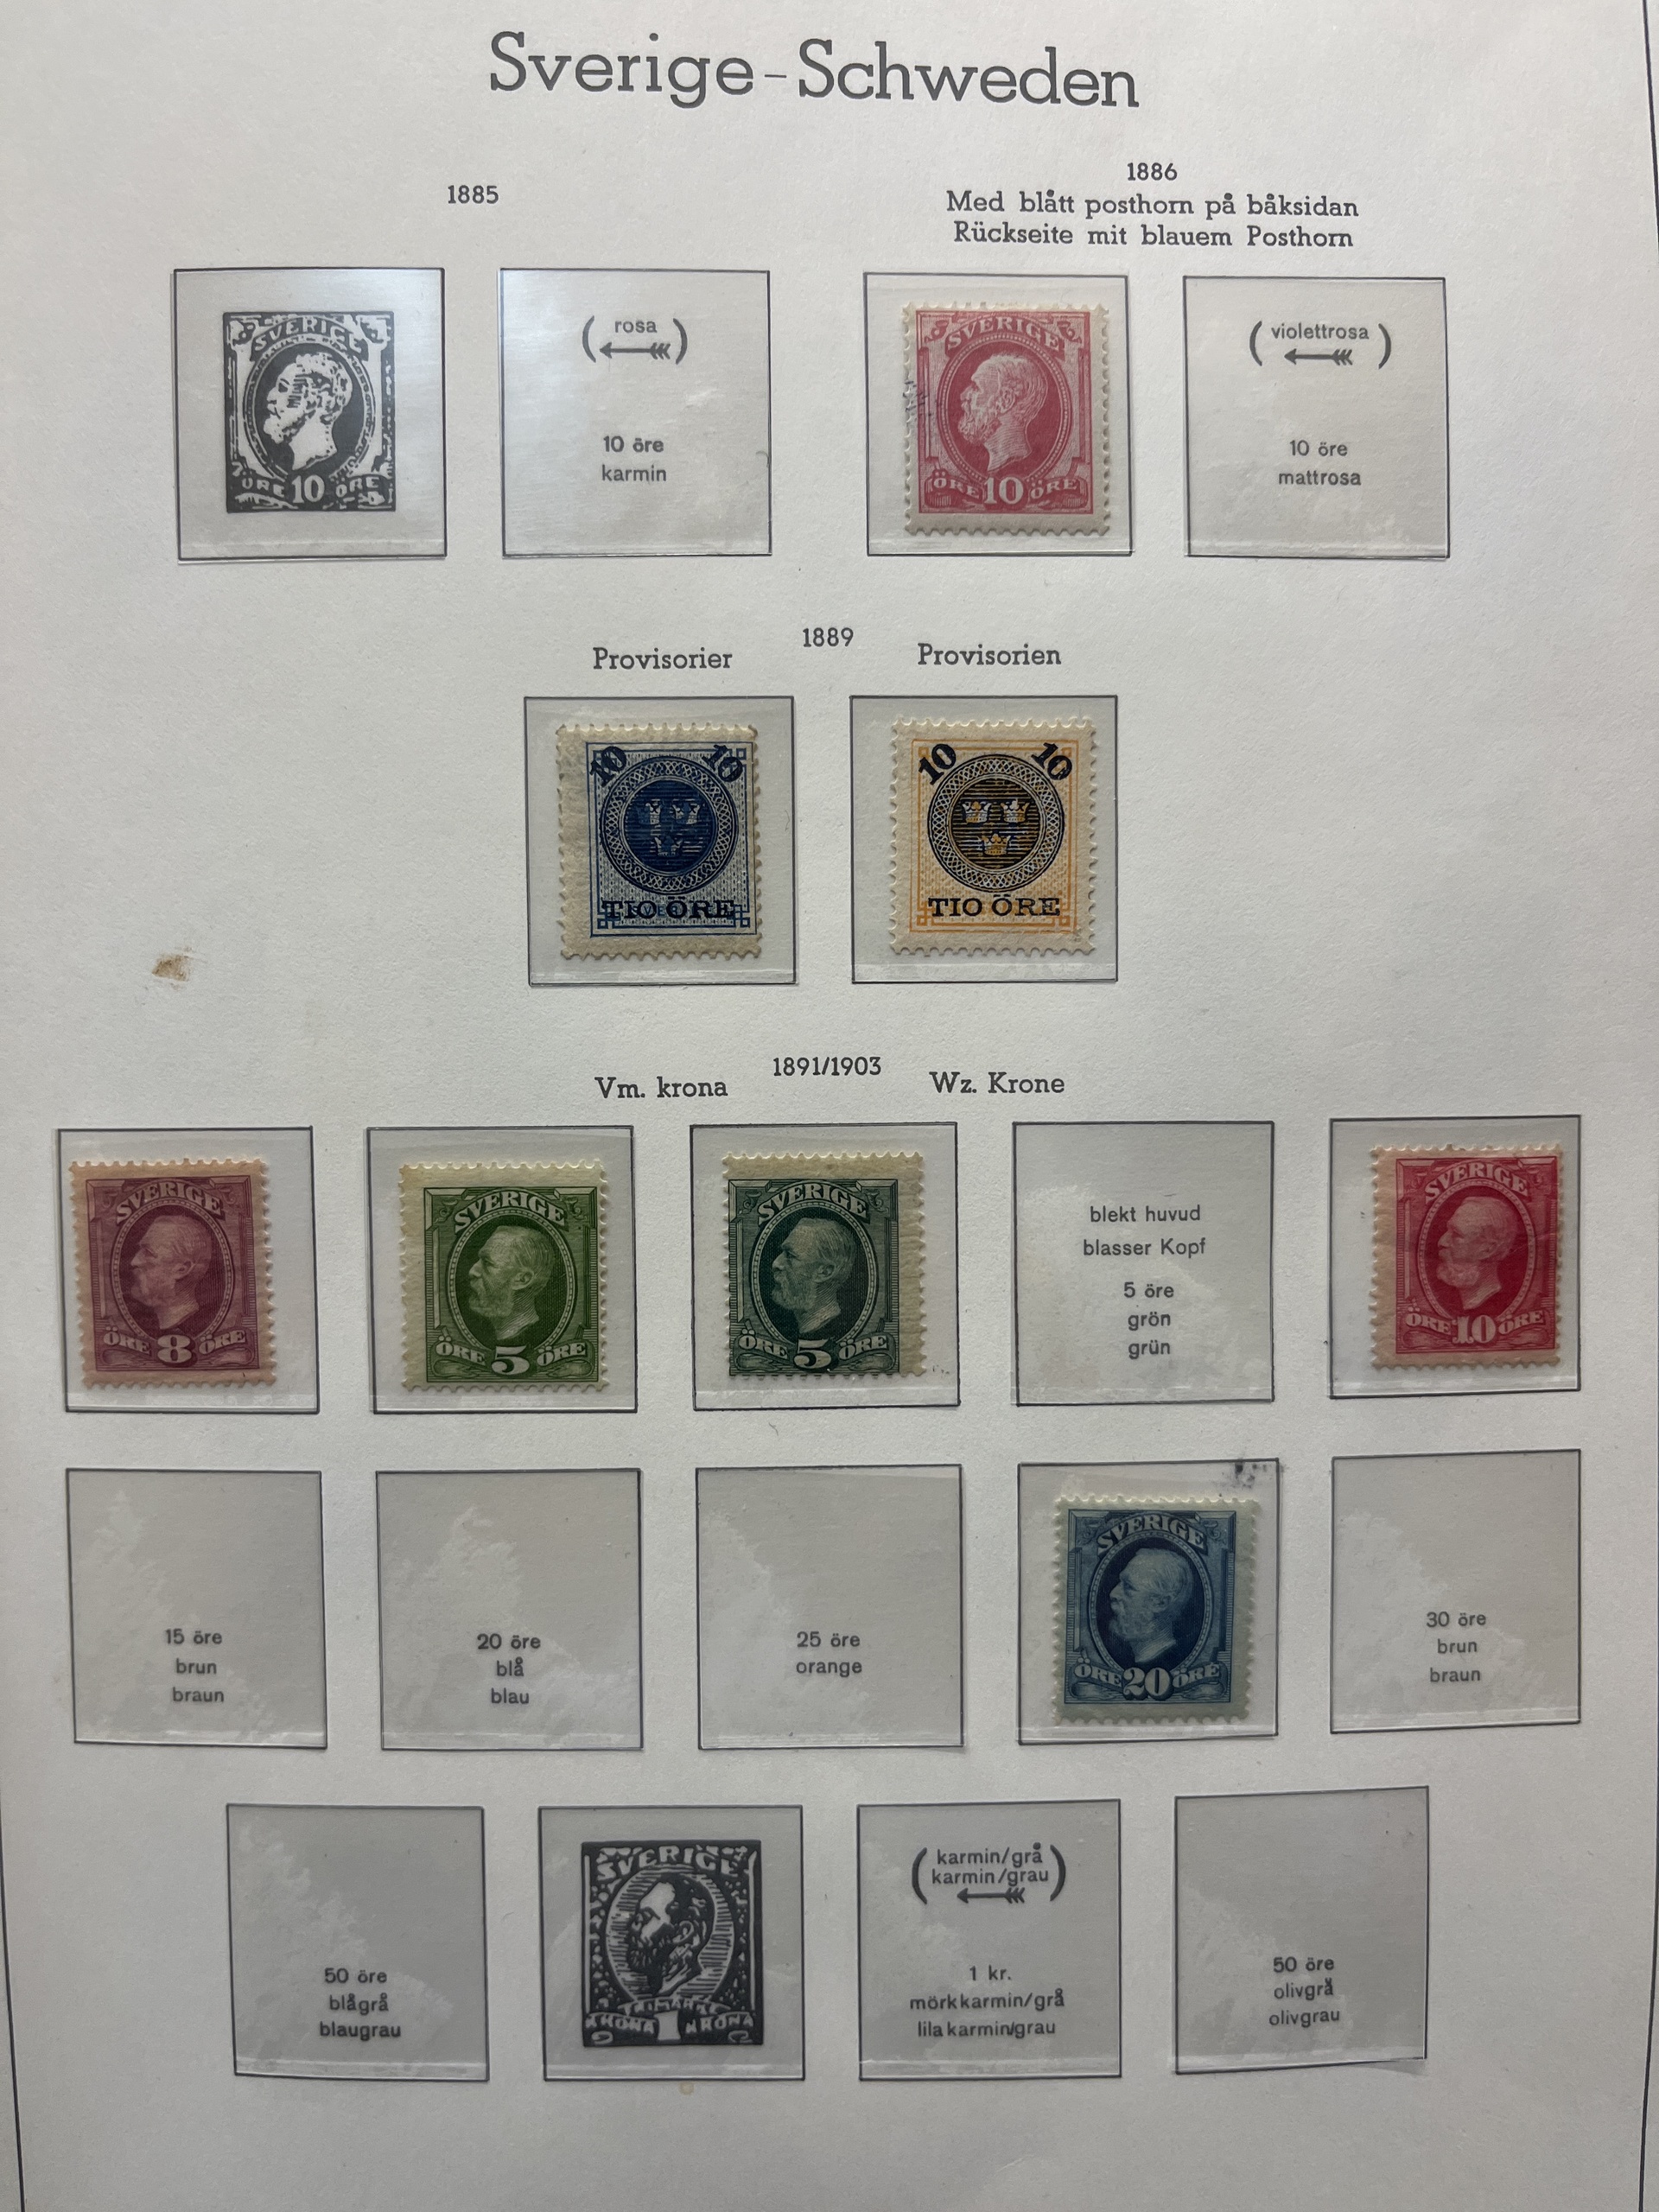 Sverige-Schweden
1885
1886
Med blått posthorn på båksidan
Rückseite mit blauem Posthorn
SVERIGE
ÖRE 10 ÖRE
(rosa)
10 öre
karmin
SVERIGE
ÖRE 10 ÖRE
(violettrosa)
10 öre
mattrosa
1889
Provisorier
Provisorien
10 10
TIO ÖRE
10 10
TIO ÖRE
1891/1903
Vm. krona
Wz. Krone
SVERIGE
ÖRE 8 ÖRE
SVERIGE
ÖRE 5 ÖRE
SVERIGE
ÖRE 5 ÖRE
blekt huvud
blasser Kopf
5 öre
grön
grün
SVERIGE
ÖRE 10 ÖRE
15 öre
brun
braun
20 öre
blå
blau
25 öre
orange
SVERIGE
ÖRE 20 ÖRE
30 öre
brun
braun
50 öre
blågrå
blaugrau
SVERIGE
KRONA 1 KRONA
(karmin/grå
karmin/grau)
1 kr.
mörkkarmin/grå
lilakarmin/grau
50 öre
olivgrå
olivgrau